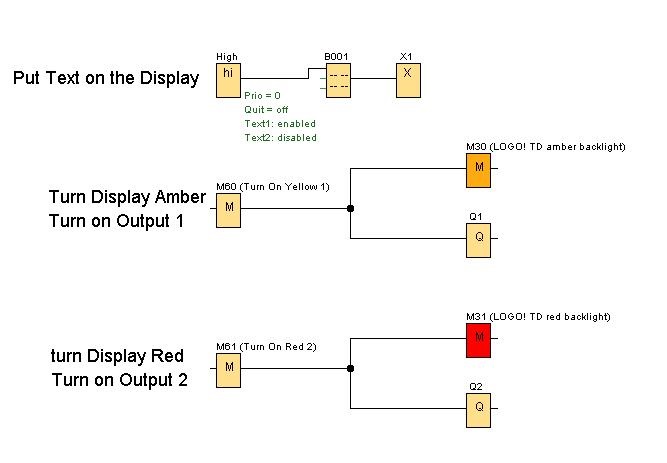 High
B001
X1
Put Text on the Display
hi
X
Prio = 0
Quit = off
Text1: enabled
Text2: disabled
M30 (LOGO! TD amber backlight)
M
M60 (Turn On Yellow 1)
Turn Display Amber
M
Turn on Output 1
Q1
Q
M31 (LOGO! TD red backlight)
M
M61 (Turn On Red 2)
turn Display Red
M
Turn on Output 2
Q2
Q